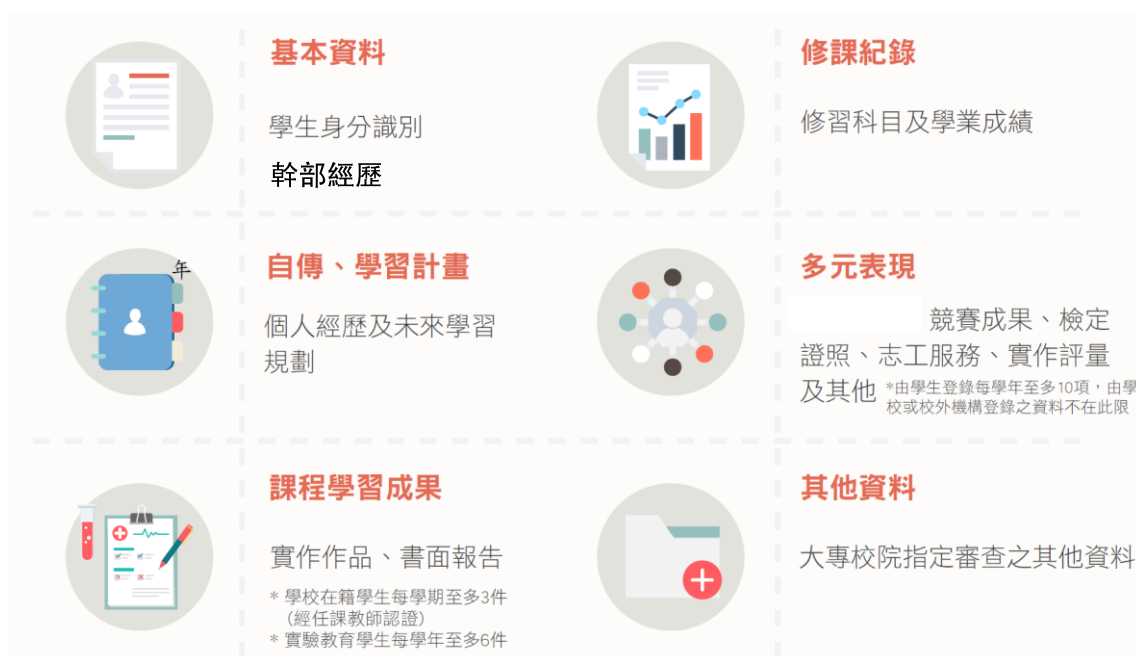 基本資料
學生身分識別
幹部經歷
修課紀錄
修習科目及學業成績
年
自傳、學習計畫
個人經歷及未來學習
規劃
多元表現
競賽成果、檢定
證照、志工服務、實作評量
及其他 *由學生登錄每學年至多10項,由學
校或校外機構登錄之資料不在此限
課程學習成果
實作作品、書面報告
* 學校在籍學生每學期至多3件
(經任課教師認證)
* 實驗教育學生每學年至多6件
其他資料
大專校院指定審查之其他資料